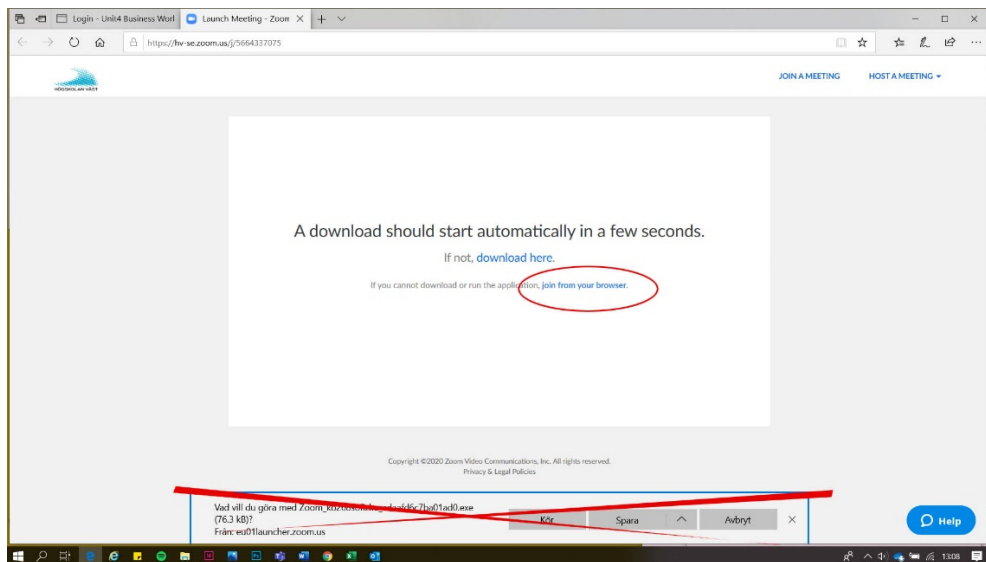 Login - Unit4 Business Worl
Launch Meeting - Zoom
https://hv-se.zoom.us/j/5664337075
HÖGSKOLAN VÄST
JOIN A MEETING
HOST A MEETING
A download should start automatically in a few seconds.
If not, download here.
If you cannot download or run the application, join from your browser.
Copyright ©2020 Zoom Video Communications, Inc. All rights reserved.
Privacy & Legal Policies
Vad vill du göra med
(76.3 kB)?
Från: eu01launcher.zoom.us
Kör
Spara
Avbryt
Help
13:08